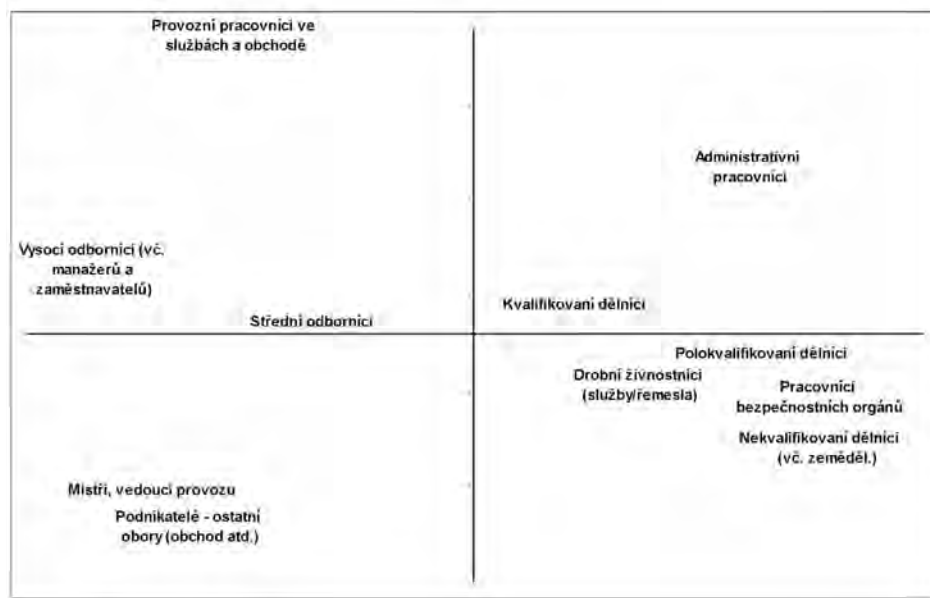 Provozní pracovníci ve
službách a obchodě
Administrativní
pracovníci
Vysocí odborníci (vč.
manažerů a
zaměstnavatelů)
Kvalifikovaní dělníci
Střední odborníci
Polokvalifikovaní dělníci
Drobní živnostníci
(služby/řemesla)
Pracovníci
bezpečnostních orgánů
Nekvalifikovaní dělníci
(vč. zeměděl.)
Mistři, vedoucí provozu
Podnikatelé - ostatní
obory (obchod atd.)